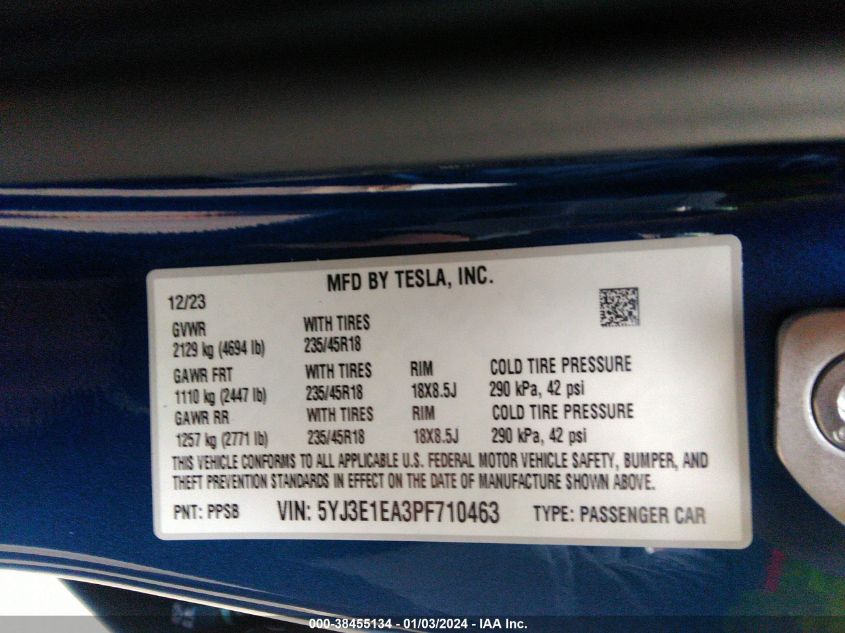 MFD BY TESLA, INC.
12/23
GVWR WITH TIRES
2129 kg (4694 lb) 235/45R18
GAWR FRT WITH TIRES RIM COLD TIRE PRESSURE
1110 kg (2447 lb) 235/45R18 18X8.5J 290 kPa, 42 psi
GAWR RR WITH TIRES RIM COLD TIRE PRESSURE
1257 kg (2771 lb) 235/45R18 18X8.5J 290 kPa, 42 psi
THIS VEHICLE CONFORMS TO ALL APPLICABLE U.S. FEDERAL MOTOR VEHICLE SAFETY, BUMPER, AND
THEFT PREVENTION STANDARDS IN EFFECT ON THE DATE OF MANUFACTURE SHOWN ABOVE.
PNT: PPSB VIN: 5YJ3E1EA3PF710463 TYPE: PASSENGER CAR
000-38455134 - 01/03/2024 - IAA Inc.